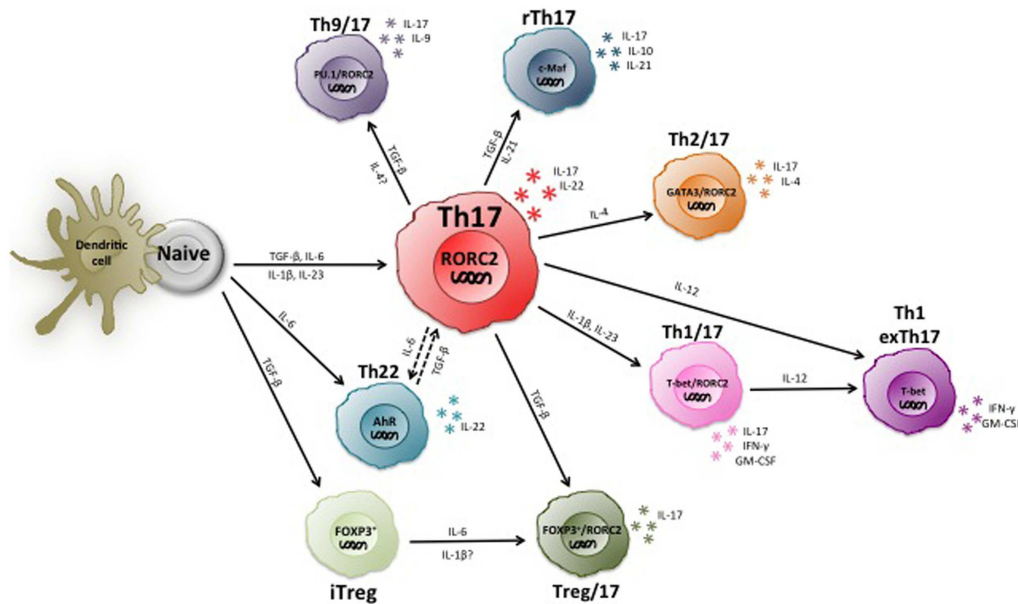 Th9/17
IL-17
IL-9
PU.1/RORC2
rTh17
IL-17
IL-10
IL-21
c-Maf
TGF-β
IL-4?
TGF-β
IL-21
Th2/17
IL-17
IL-4
GATA3/RORC2
IL-17
IL-22
Th17
RORC2
IL-4
Dendritic
cell
Naive
TGF-β, IL-6
IL-1β, IL-23
IL-12
IL-6
IL-1β, IL-23
Th1
exTh17
Th1/17
T-bet/RORC2
IL-12
T-bet
IFN-γ
GM-CSF
IL-17
IFN-γ
GM-CSF
IL-6
TGF-β
Th22
AhR
IL-22
TGF-β
TGF-β
FOXP3⁺
iTreg
IL-6
IL-1β?
FOXP3⁺/RORC2
IL-17
Treg/17